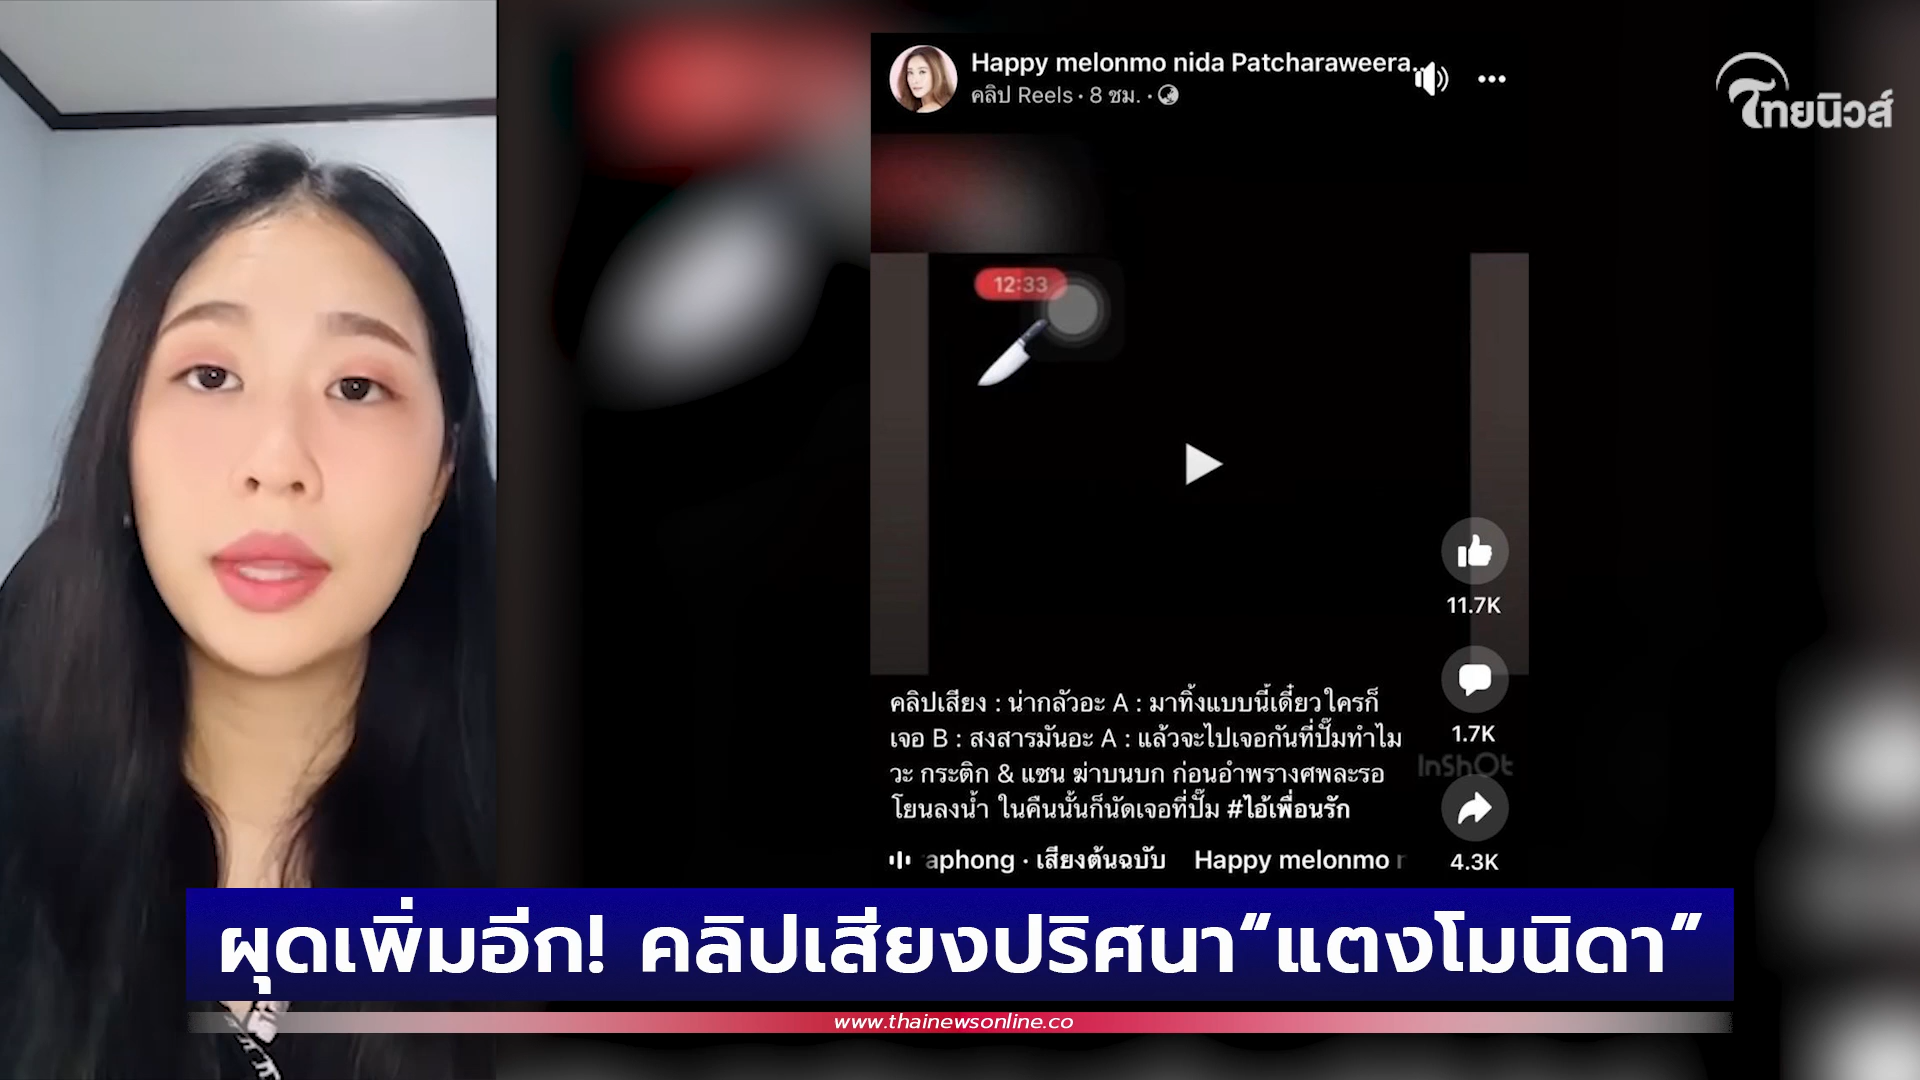 Happy melonmo nida Patcharaweera...
คลิป Reels · 8 ชม. ·
ไทยนิวส์
12:33
11.7K
1.7K
InShOt
คลิปเสียง : น่ากลัวอะ A : มาทิ้งแบบนี้เดี๋ยวใครก็
เจอ B : สงสารมันอะ A : แล้วจะไปเจอกันที่ปั๊มทำไม
วะ กระติก & แซน ฆ่าบนบก ก่อนอำพรางศพละรอ
โยนลงน้ำ ในคืนนั้นก็นัดเจอที่ปั๊ม #ไอ้เพื่อนรัก
4.3K
aphong · เสียงต้นฉบับ Happy melonmo
ผุดเพิ่มอีก! คลิปเสียงปริศนา“แตงโมนิดา“
www.thainewsonline.co